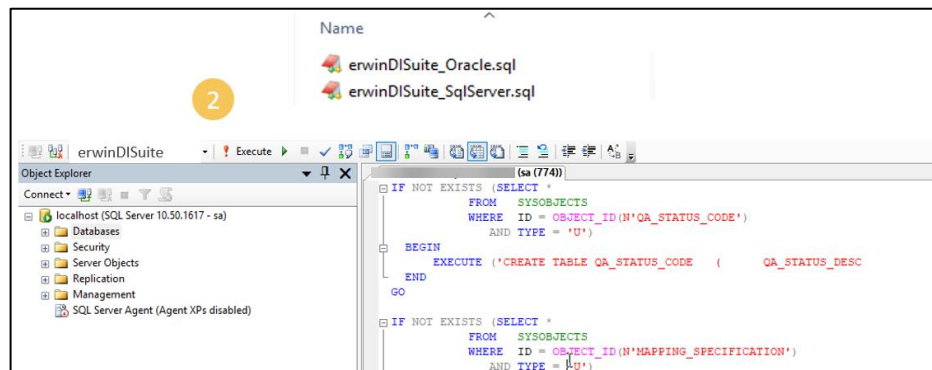 Name
erwinDISuite_Oracle.sql
erwinDISuite_SqlServer.sql
2
erwinDISuite
Execute
Object Explorer
Connect
localhost (SQL Server 10.50.1617 - sa)
Databases
Security
Server Objects
Replication
Management
SQL Server Agent (Agent XPs disabled)
(sa (774))
IF NOT EXISTS (SELECT *
FROM SYSOBJECTS
WHERE ID = OBJECT_ID(N'QA_STATUS_CODE')
AND TYPE = 'U')
BEGIN
EXECUTE ('CREATE TABLE QA_STATUS_CODE ( QA_STATUS_DESC
END
GO
IF NOT EXISTS (SELECT *
FROM SYSOBJECTS
WHERE ID = OBJECT_ID(N'MAPPING_SPECIFICATION')
AND TYPE = 'U')